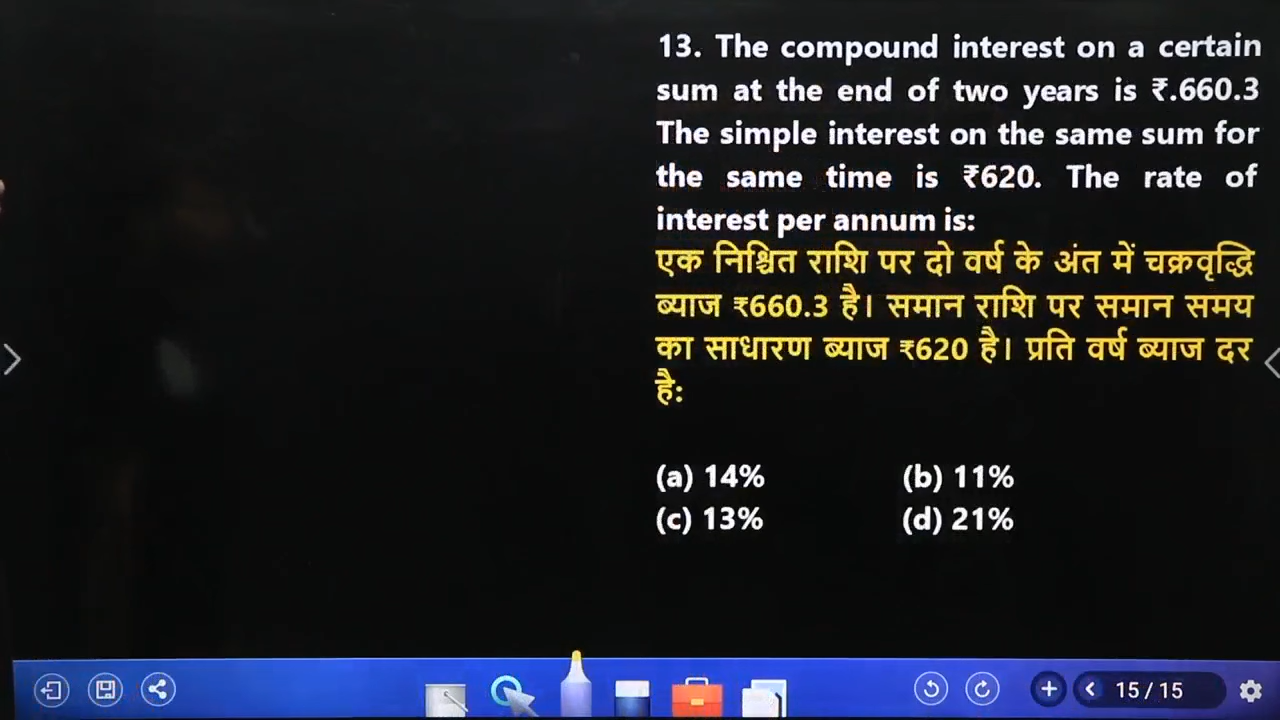 13. The compound interest on a certain
sum at the end of two years is ₹.660.3
The simple interest on the same sum for
the same time is ₹620. The rate of
interest per annum is:
एक निश्चित राशि पर दो वर्ष के अंत में चक्रवृद्धि
ब्याज ₹660.3 है। समान राशि पर समान समय
का साधारण ब्याज ₹620 है। प्रति वर्ष ब्याज दर
है:
(a) 14% (b) 11%
(c) 13% (d) 21%
15 / 15